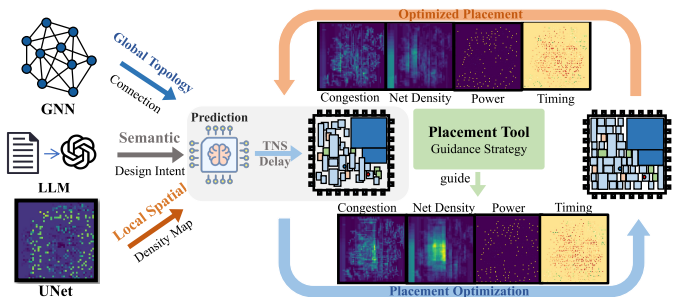 Optimized Placement
Global Topology
Connection
GNN
Congestion
Net Density
Power
Timing
Prediction
Semantic
Design Intent
TNS
Delay
Placement Tool
Guidance Strategy
guide
LLM
Local Spatial
Density Map
UNet
Congestion
Net Density
Power
Timing
Placement Optimization